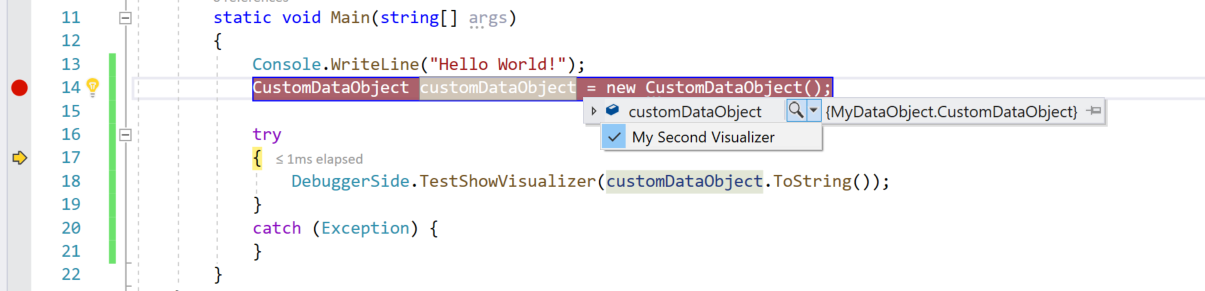 11 static void Main(string[] args)
12 {
13 Console.WriteLine("Hello World!");
14 CustomDataObject customDataObject = new CustomDataObject();
customDataObject {MyDataObject.CustomDataObject}
15
My Second Visualizer
16 try
17 { ≤ 1ms elapsed
18 DebuggerSide.TestShowVisualizer(customDataObject.ToString());
19 }
20 catch (Exception) {
21 }
22 }